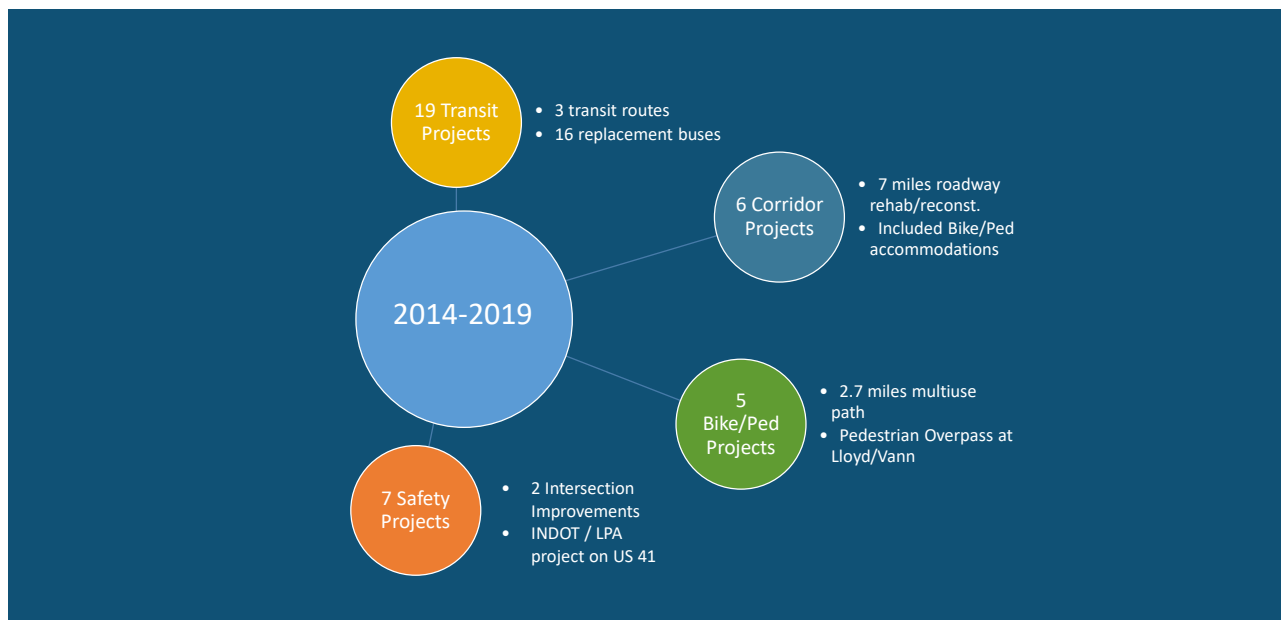 19 Transit
Projects
• 3 transit routes
• 16 replacement buses
6 Corridor
Projects
• 7 miles roadway
rehab/reconst.
• Included Bike/Ped
accommodations
2014-2019
5
Bike/Ped
Projects
• 2.7 miles multiuse
path
• Pedestrian Overpass at
Lloyd/Vann
7 Safety
Projects
• 2 Intersection
Improvements
• INDOT / LPA
project on US 41